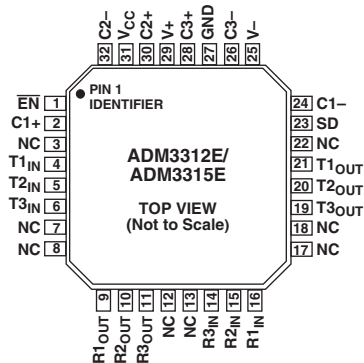 C2– VCC C2+ V+ C3+ GND C3– V–
32 31 30 29 28 27 26 25
PIN 1
IDENTIFIER
EN 1
C1+ 2
NC 3
T1IN 4
T2IN 5
T3IN 6
NC 7
NC 8
ADM3312E/
ADM3315E
TOP VIEW
(Not to Scale)
24 C1–
23 SD
22 NC
21 T1OUT
20 T2OUT
19 T3OUT
18 NC
17 NC
9 10 11 12 13 14 15 16
R1OUT R2OUT R3OUT NC NC R3IN R2IN R1IN